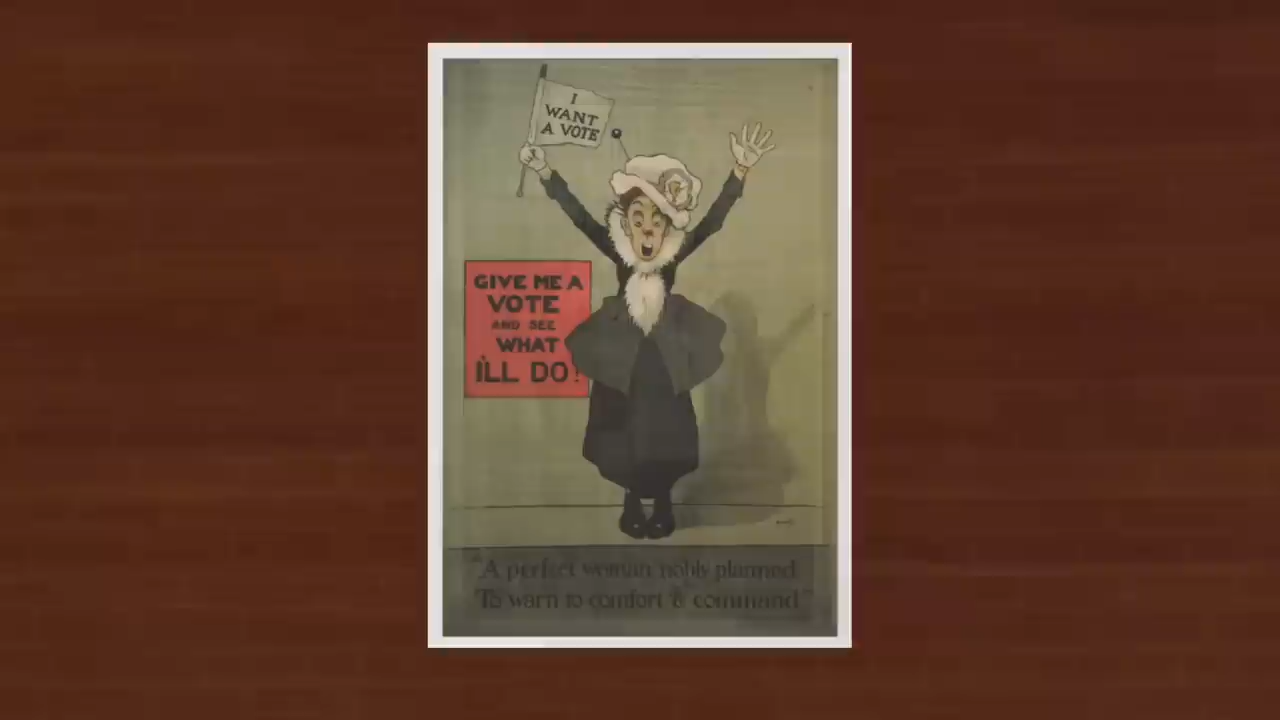 I
WANT
A VOTE
GIVE ME A
VOTE
AND SEE
WHAT
I'LL DO!
"A perfect woman nobly planned
To warn to comfort & command"